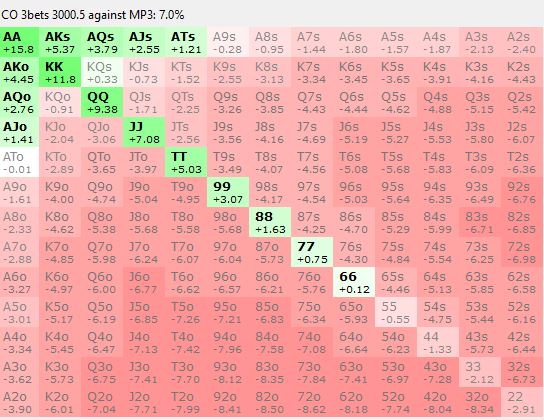 CO 3bets 3000.5 against MP3: 7.0%
AA AKs AQs AJs ATs A9s A8s A7s A6s A5s A4s A3s A2s
+15.8 +5.37 +3.79 +2.55 +1.21 -0.28 -0.95 -1.44 -1.80 -1.57 -1.87 -2.13 -2.40
AKo KK KQs KJs KTs K9s K8s K7s K6s K5s K4s K3s K2s
+4.45 +11.8 +0.33 -0.73 -1.52 -2.55 -3.13 -3.34 -3.45 -3.65 -3.91 -4.16 -4.43
AQo KQo QQ QJs QTs Q9s Q8s Q7s Q6s Q5s Q4s Q3s Q2s
+2.76 -0.91 +9.38 -1.71 -2.25 -3.26 -3.85 -4.43 -4.44 -4.62 -4.88 -5.15 -5.42
AJo KJo QJo JJ JTs J9s J8s J7s J6s J5s J4s J3s J2s
+1.41 -2.04 -3.06 +7.08 -2.56 -3.56 -4.16 -4.69 -5.19 -5.27 -5.53 -5.80 -6.07
ATo KTo QTo JTo TT T9s T8s T7s T6s T5s T4s T3s T2s
-0.01 -2.89 -3.65 -3.97 +5.03 -3.49 -4.07 -4.56 -5.08 -5.68 -5.83 -6.09 -6.36
A9o K9o Q9o J9o T9o 99 98s 97s 96s 95s 94s 93s 92s
-1.61 -4.00 -4.74 -5.04 -4.95 +3.07 -4.17 -4.54 -5.03 -5.64 -6.35 -6.49 -6.76
A8o K8o Q8o J8o T8o 98o 88 87s 86s 85s 84s 83s 82s
-2.33 -4.62 -5.38 -5.68 -5.58 -5.68 +1.63 -4.25 -4.70 -5.29 -5.99 -6.71 -6.85
A7o K7o Q7o J7o T7o 97o 87o 77 76s 75s 74s 73s 72s
-2.88 -4.85 -5.98 -6.24 -6.07 -6.04 -5.73 +0.75 -4.30 -4.84 -5.54 -6.25 -6.98
A6o K6o Q6o J6o T6o 96o 86o 76o 66 65s 64s 63s 62s
-3.27 -4.97 -6.00 -6.77 -6.62 -6.57 -6.21 -5.76 +0.12 -4.46 -5.13 -5.85 -6.58
A5o K5o Q5o J5o T5o 95o 85o 75o 65o 55 54s 53s 52s
-3.01 -5.17 -6.19 -6.85 -7.26 -7.21 -6.83 -6.34 -5.93 -0.55 -4.75 -5.44 -6.16
A4o K4o Q4o J4o T4o 94o 84o 74o 64o 54o 44 43s 42s
-3.34 -5.45 -6.47 -7.13 -7.42 -7.96 -7.58 -7.08 -6.64 -6.23 -1.33 -5.73 -6.44
A3o K3o Q3o J3o T3o 93o 83o 73o 63o 53o 43o 33 32s
-3.62 -5.73 -6.75 -7.41 -7.70 -8.12 -8.35 -7.84 -7.41 -6.97 -7.28 -2.12 -6.73
A2o K2o Q2o J2o T2o 92o 82o 72o 62o 52o 42o 32o 22
-3.90 -6.01 -7.04 -7.71 -7.99 -8.41 -8.50 -8.62 -8.18 -7.74 -8.04 -8.34 -2.91